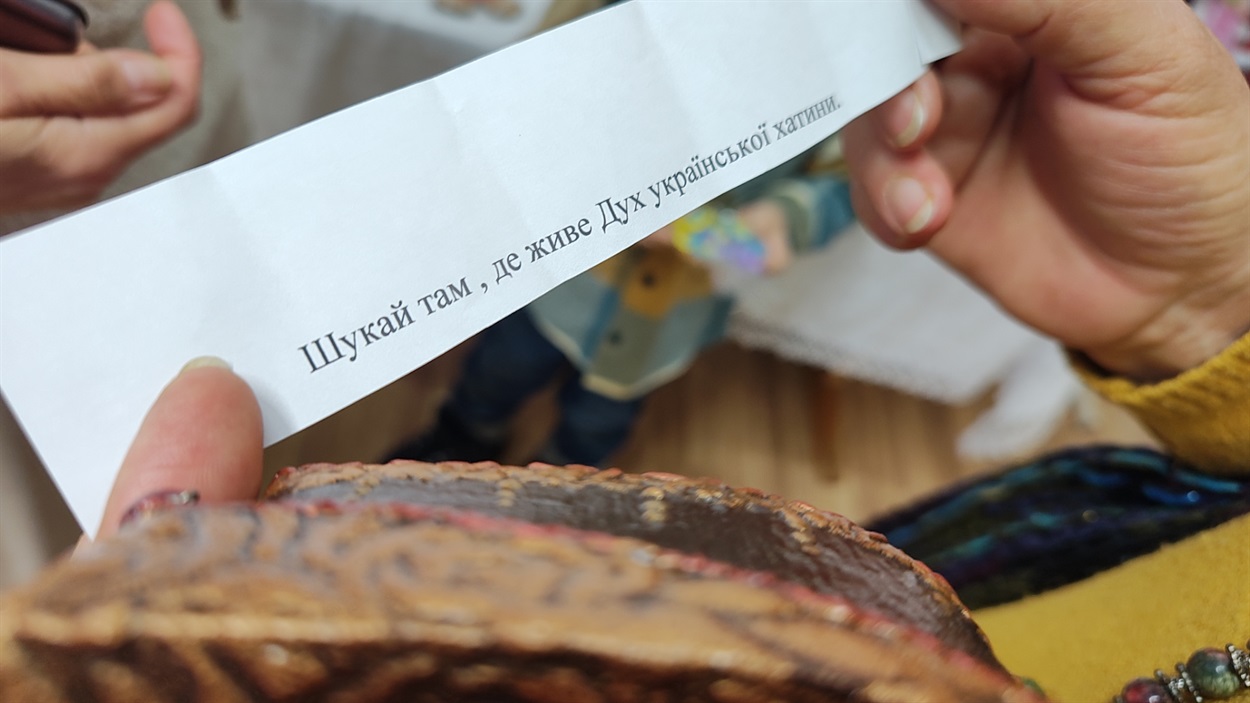 Шукай там , де живе Дух української хатини.